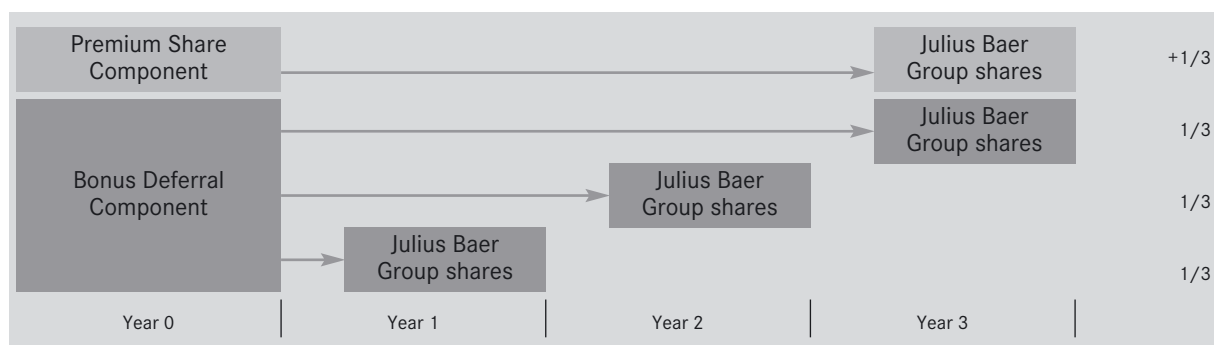 Premium Share
Component
Julius Baer
Group shares
+1/3
Julius Baer
Group shares
1/3
Bonus Deferral
Component
Julius Baer
Group shares
1/3
Julius Baer
Group shares
1/3
Year 0
Year 1
Year 2
Year 3